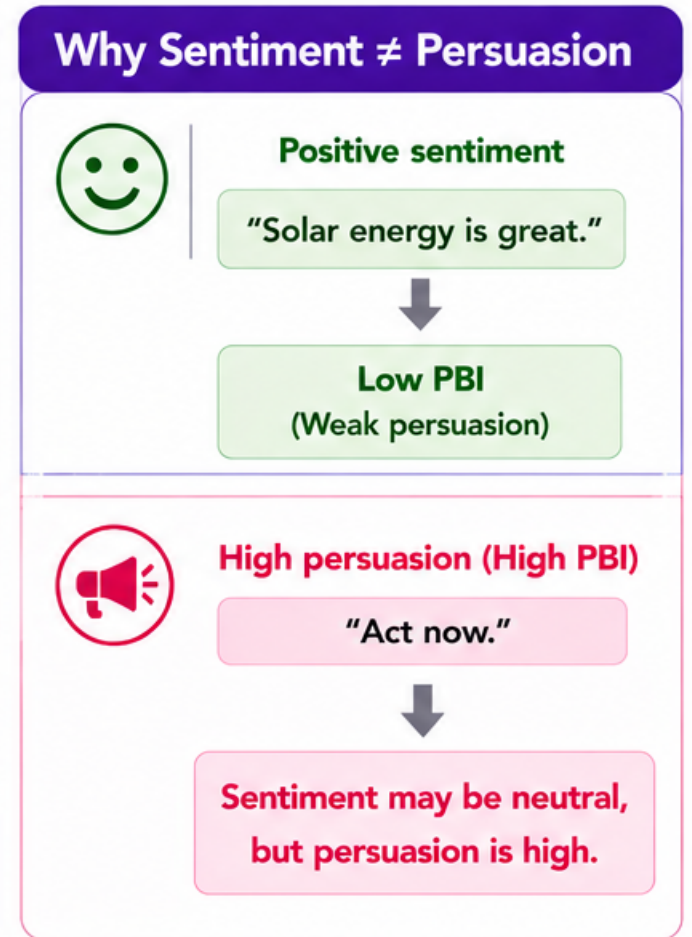 Why Sentiment ≠ Persuasion
Positive sentiment
“Solar energy is great.”
Low PBI
(Weak persuasion)
High persuasion (High PBI)
“Act now.”
Sentiment may be neutral,
but persuasion is high.